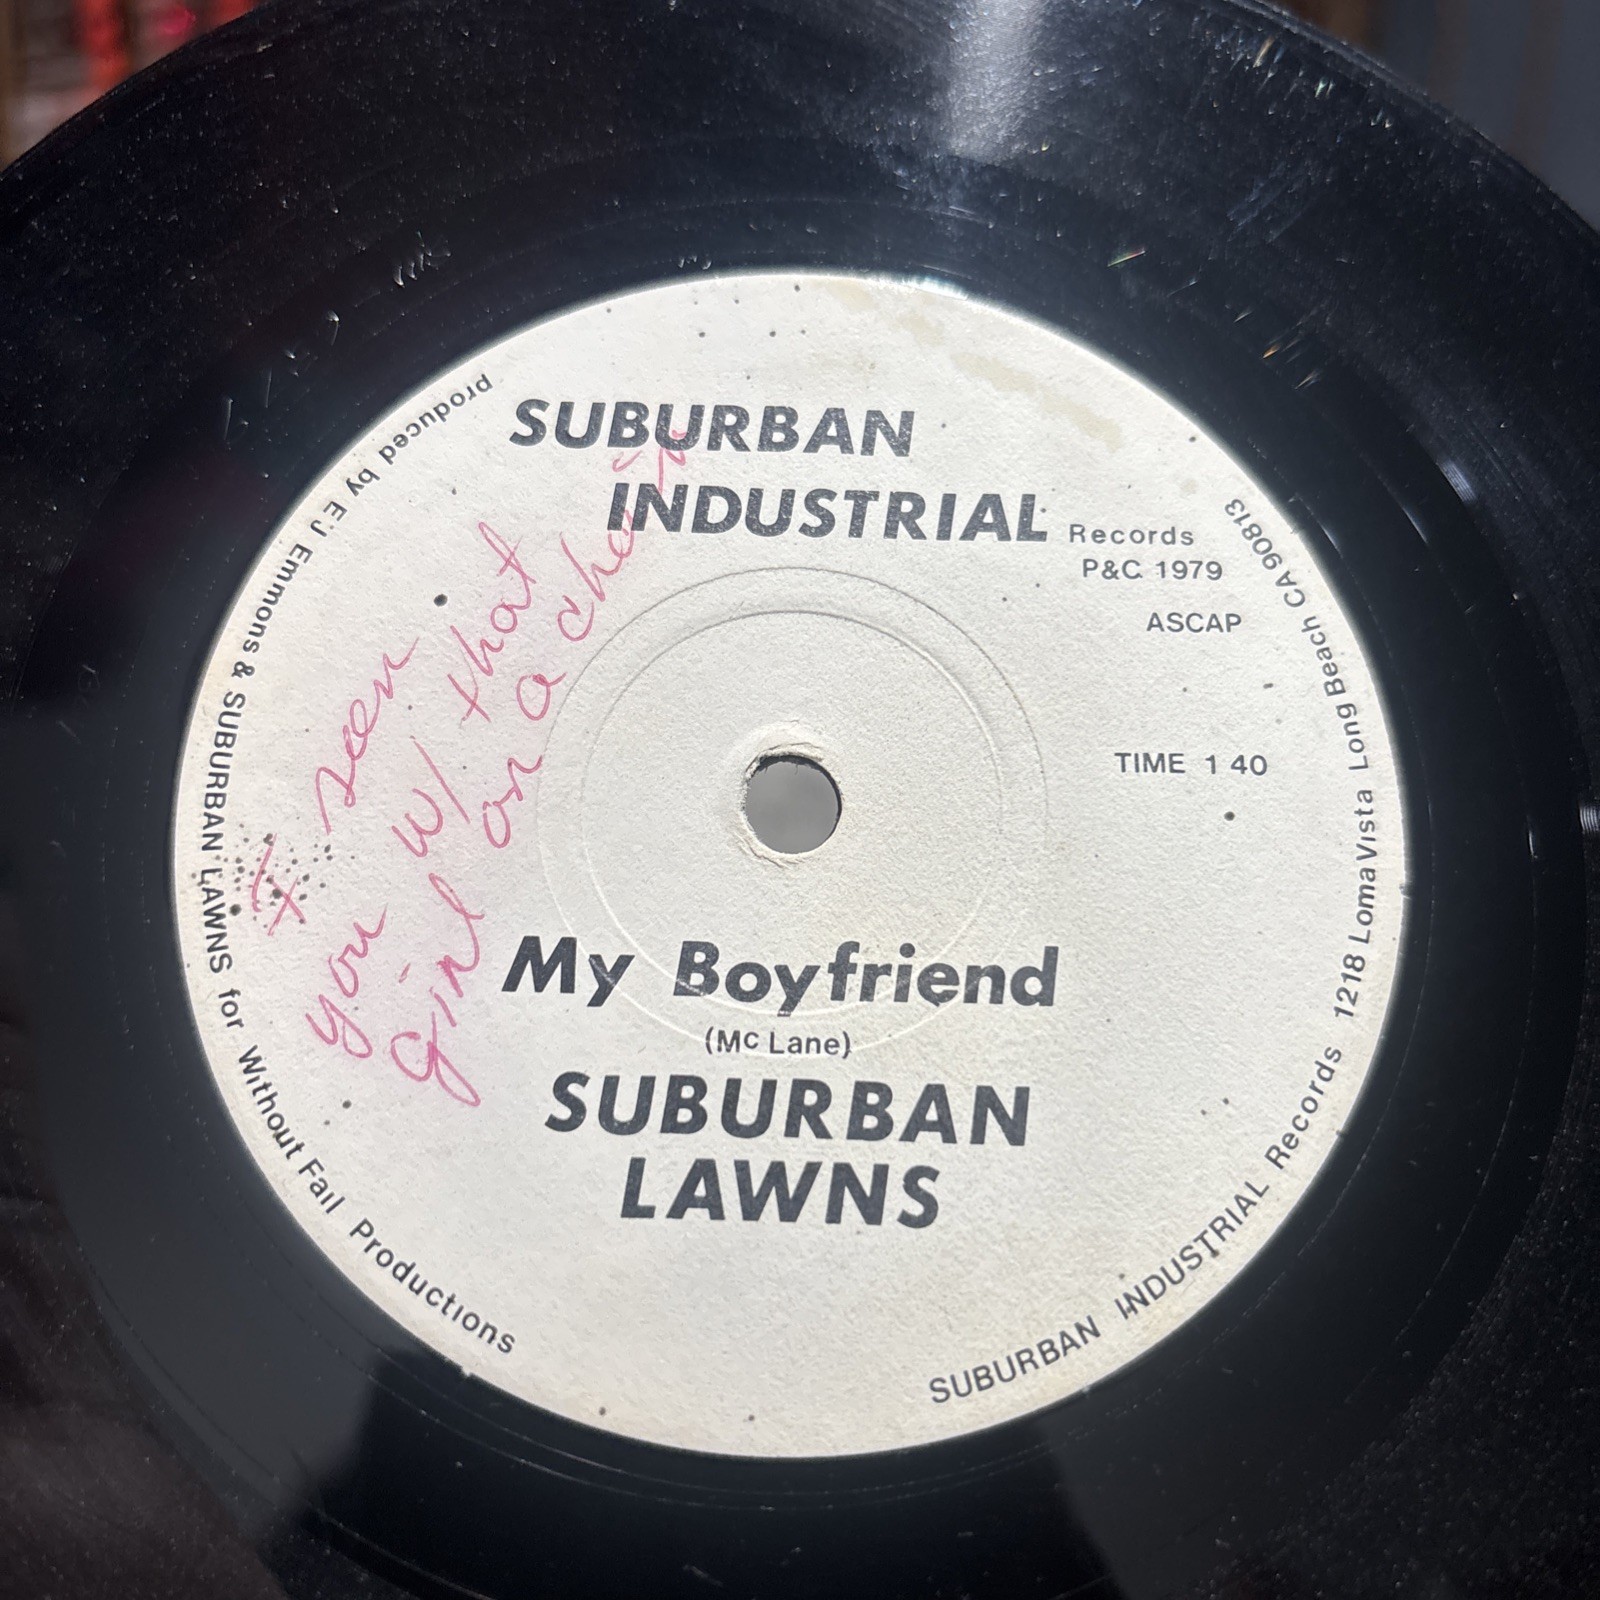 SUBURBAN
INDUSTRIAL Records
P&C 1979
ASCAP
TIME 1 40
My Boyfriend
(Mc Lane)
SUBURBAN
LAWNS
produced by EJ Emmons & SUBURBAN LAWNS for Without Fail Productions
SUBURBAN INDUSTRIAL Records 1218 Loma Vista Long Beach CA 90813
I seen
you w/ that
girl on a chain